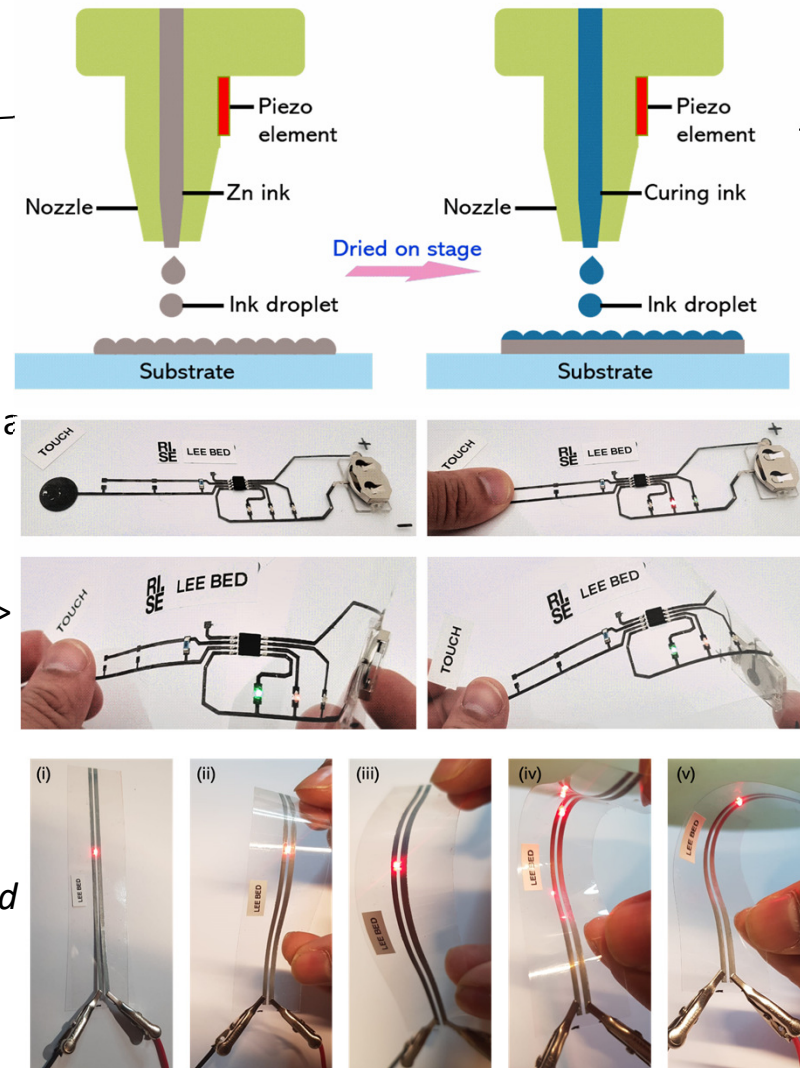 Piezo
element
Zn ink
Nozzle
Ink droplet
Substrate
Dried on stage
Piezo
element
Curing ink
Nozzle
Ink droplet
Substrate
a
TOUCH
RI.
SE
LEE BED
+
TOUCH
RI.
SE
LEE BED
+
>
TOUCH
RI.
SE
LEE BED
TOUCH
RI.
SE
LEE BED
d
(i)
(ii)
(iii)
(iv)
(v)
LEE BED
LEE BED
LEE BED
LEE BED
LEE BED